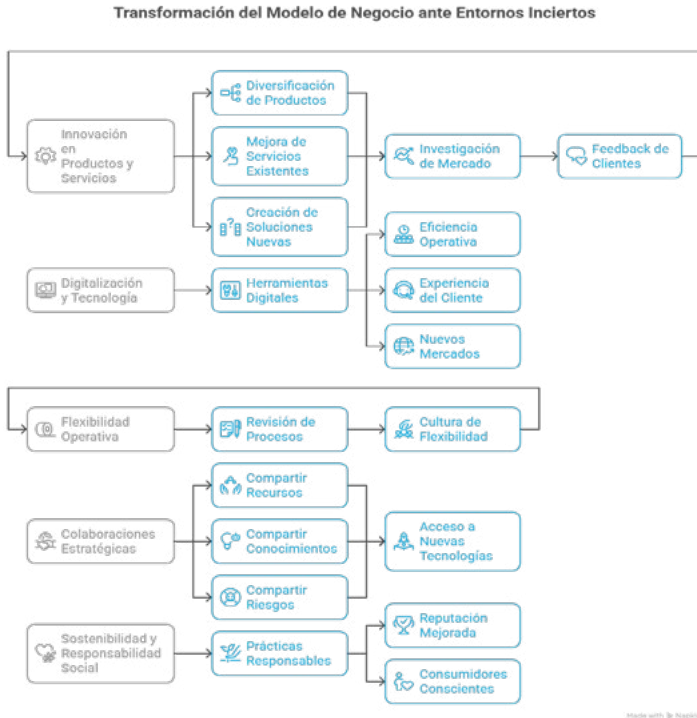 Transformación del Modelo de Negocio ante Entornos Inciertos
Innovación
en
Productos y
Servicios
Diversificación
de Productos
Mejora de
Servicios
Existentes
Creación de
Soluciones
Nuevas
Investigación
de Mercado
Feedback de
Clientes
Digitalización
y Tecnología
Herramientas
Digitales
Eficiencia
Operativa
Experiencia
del Cliente
Nuevos
Mercados
Flexibilidad
Operativa
Revisión de
Procesos
Cultura de
Flexibilidad
Colaboraciones
Estratégicas
Compartir
Recursos
Compartir
Conocimientos
Compartir
Riesgos
Acceso a
Nuevas
Tecnologías
Sostenibilidad y
Responsabilidad
Social
Prácticas
Responsables
Reputación
Mejorada
Consumidores
Conscientes
Made with